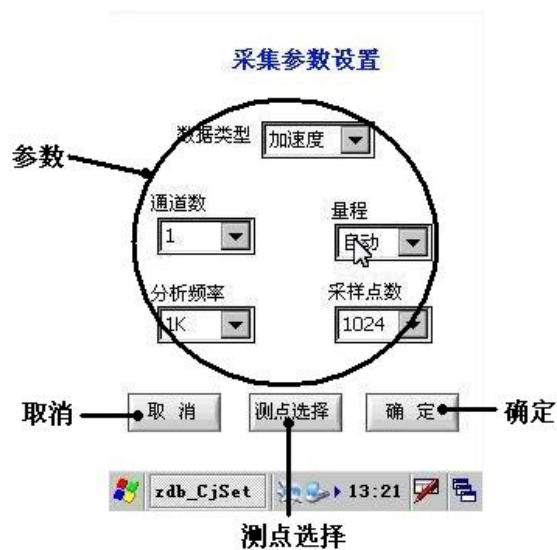 采集参数设置
数据类型 加速度
参数
通道数 量程
1 自动
分析频率 采样点数
1K 1024
取消 取 消 测点选择 确 定 确定
zdb_CjSet 13:21
测点选择